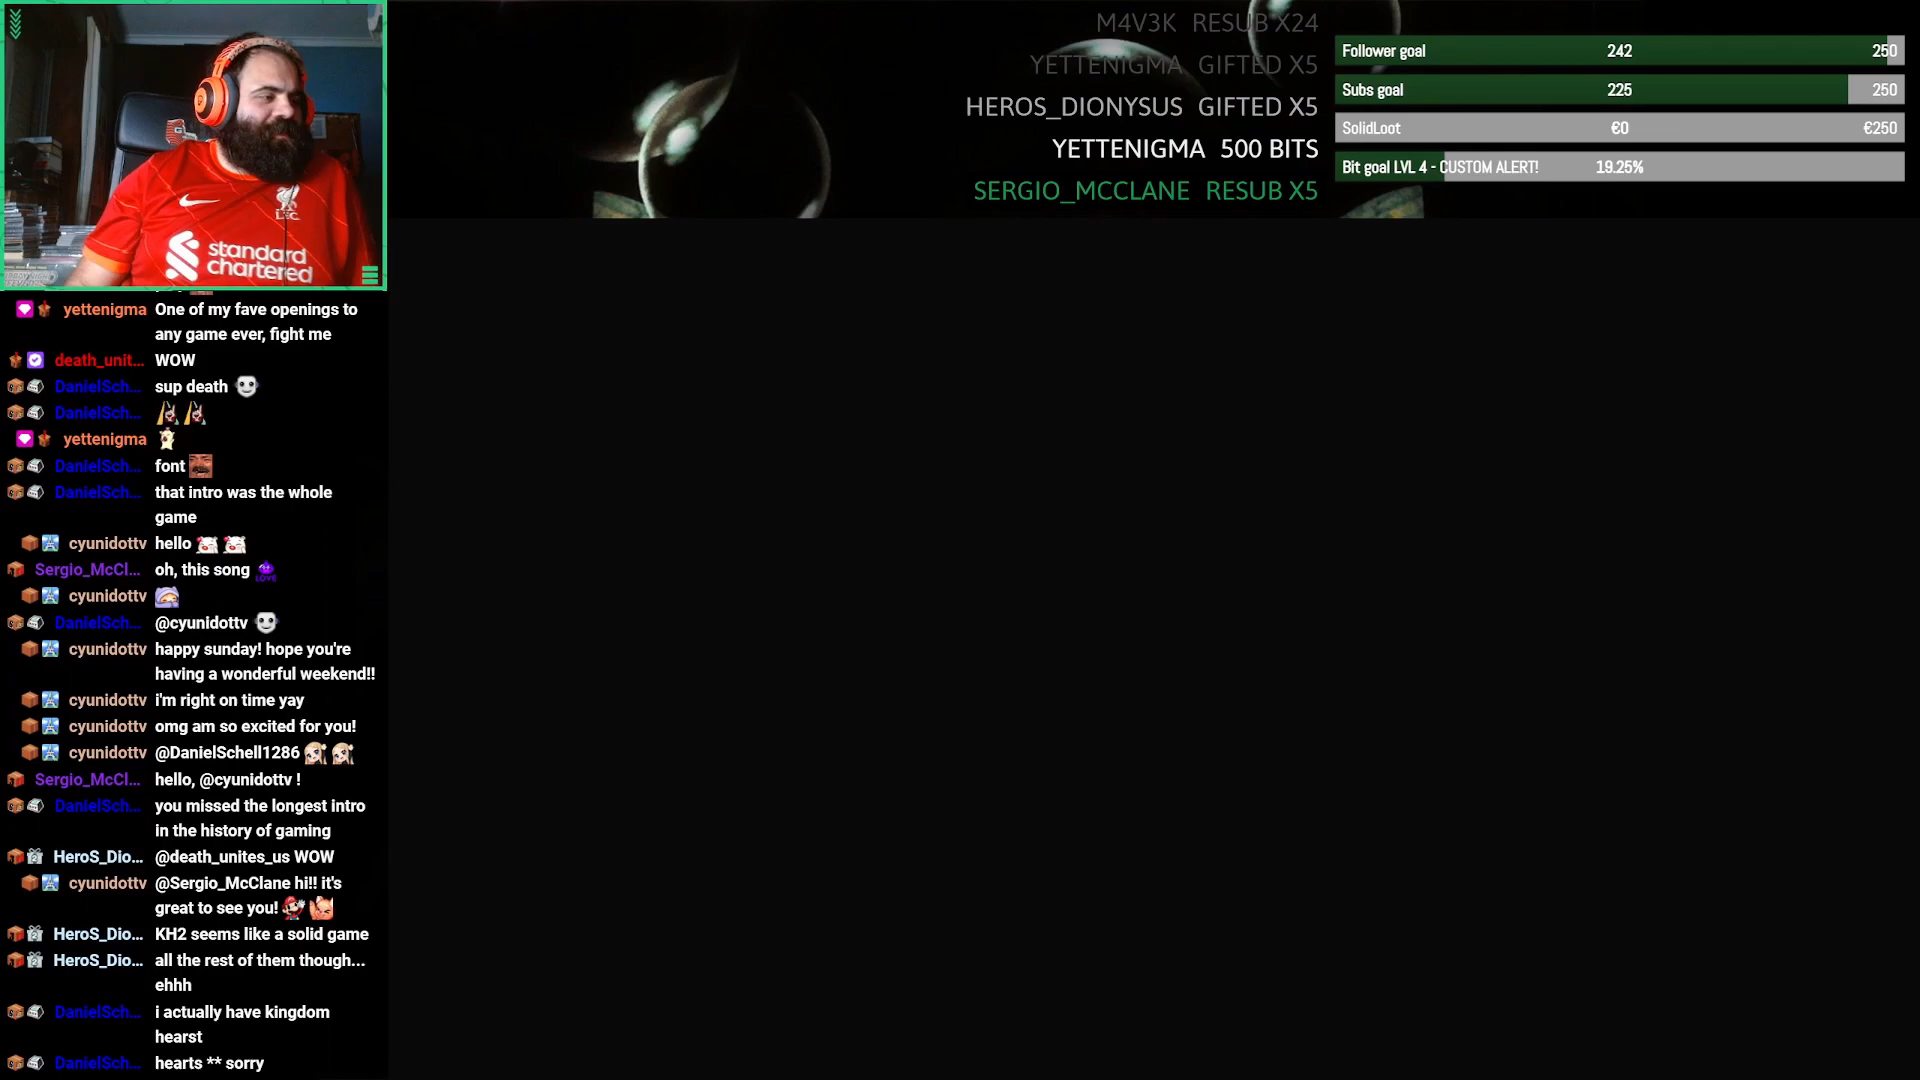 M4V3K RESUB X24
YETTENIGMA GIFTED X5
HEROS_DIONYSUS GIFTED X5
YETTENIGMA 500 BITS
SERGIO_MCCLANE RESUB X5
Follower goal 242 250
Subs goal 225 250
SolidLoot €0 €250
Bit goal LVL 4 - CUSTOM ALERT! 19.25%
L.F.C.
standard
chartered
yettenigma One of my fave openings to
any game ever, fight me
death_unit... WOW
DanielSch... sup death
DanielSch...
yettenigma
DanielSch... font
DanielSch... that intro was the whole
game
cyunidottv hello
Sergio_McCl... oh, this song
LOVE
cyunidottv
DanielSch... @cyunidottv
cyunidottv happy sunday! hope you're
having a wonderful weekend!!
cyunidottv i'm right on time yay
cyunidottv omg am so excited for you!
cyunidottv @DanielSchell1286
Sergio_McCl... hello, @cyunidottv !
DanielSch... you missed the longest intro
in the history of gaming
HeroS_Dio... @death_unites_us WOW
cyunidottv @Sergio_McClane hi!! it's
great to see you!
HeroS_Dio... KH2 seems like a solid game
HeroS_Dio... all the rest of them though...
ehhh
DanielSch... i actually have kingdom
hearst
DanielSch... hearts ** sorry